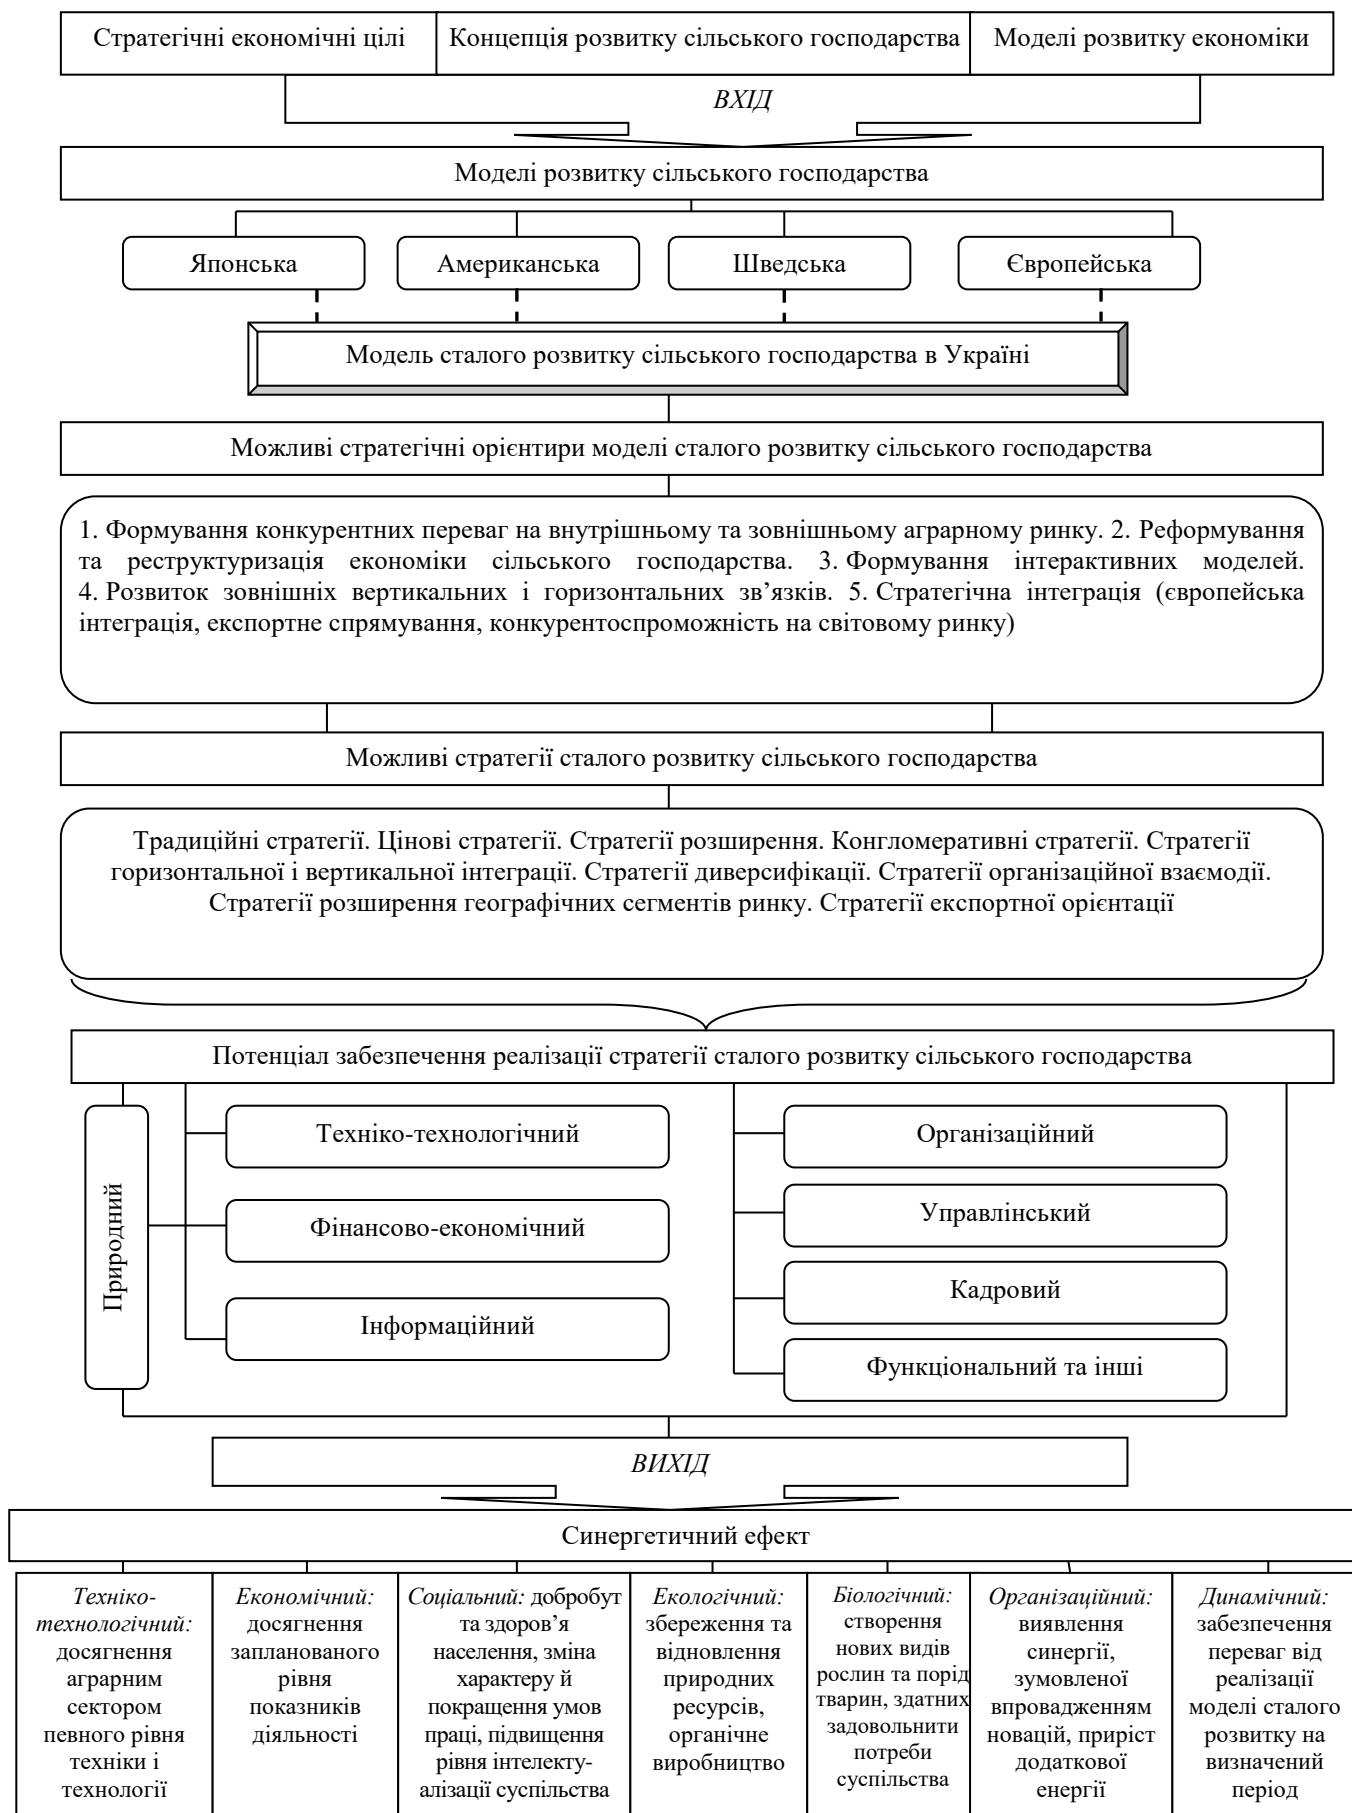 Стратегічні економічні цілі
Концепція розвитку сільського господарства
Моделі розвитку економіки
ВХІД
Моделі розвитку сільського господарства
Японська
Американська
Шведська
Європейська
Модель сталого розвитку сільського господарства в Україні
Можливі стратегічні орієнтири моделі сталого розвитку сільського господарства
1. Формування конкурентних переваг на внутрішньому та зовнішньому аграрному ринку. 2. Реформування
та реструктуризація економіки сільського господарства. 3. Формування інтерактивних моделей.
4. Розвиток зовнішніх вертикальних і горизонтальних зв’язків. 5. Стратегічна інтеграція (європейська
інтеграція, експортне спрямування, конкурентоспроможність на світовому ринку)
Можливі стратегії сталого розвитку сільського господарства
Традиційні стратегії. Цінові стратегії. Стратегії розширення. Конгломеративні стратегії. Стратегії
горизонтальної і вертикальної інтеграції. Стратегії диверсифікації. Стратегії організаційної взаємодії.
Стратегії розширення географічних сегментів ринку. Стратегії експортної орієнтації
Потенціал забезпечення реалізації стратегії сталого розвитку сільського господарства
Природний
Техніко-технологічний
Фінансово-економічний
Інформаційний
Організаційний
Управлінський
Кадровий
Функціональний та інші
ВИХІД
Синергетичний ефект
Техніко-
технологічний:
досягнення
аграрним
сектором
певного рівня
техніки і
технології
Економічний:
досягнення
запланованого
рівня
показників
діяльності
Соціальний: добробут
та здоров’я
населення, зміна
характеру й
покращення умов
праці, підвищення
рівня інтелекту-
алізації суспільства
Екологічний:
збереження та
відновлення
природних
ресурсів,
органічне
виробництво
Біологічний:
створення
нових видів
рослин та порід
тварин, здатних
задовольнити
потреби
суспільства
Організаційний:
виявлення
синергії,
зумовленої
впровадженням
новацій, приріст
додаткової
енергії
Динамічний:
забезпечення
переваг від
реалізації
моделі сталого
розвитку на
визначений
період